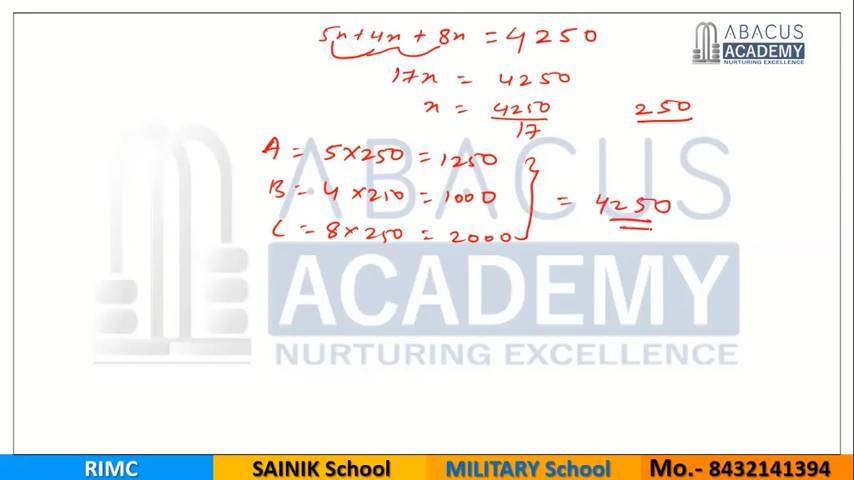 5x + 4x + 8x = 4250
17x = 4250
x = 4250/17 250
A = 5×250 = 1250
B = 4 ×250 = 1000
C = 8×250 = 2000
} = 4250
ABACUS
ACADEMY
NURTURING EXCELLENCE
ABACUS
ACADEMY
NURTURING EXCELLENCE
RIMC SAINIK School MILITARY School Mo.- 8432141394